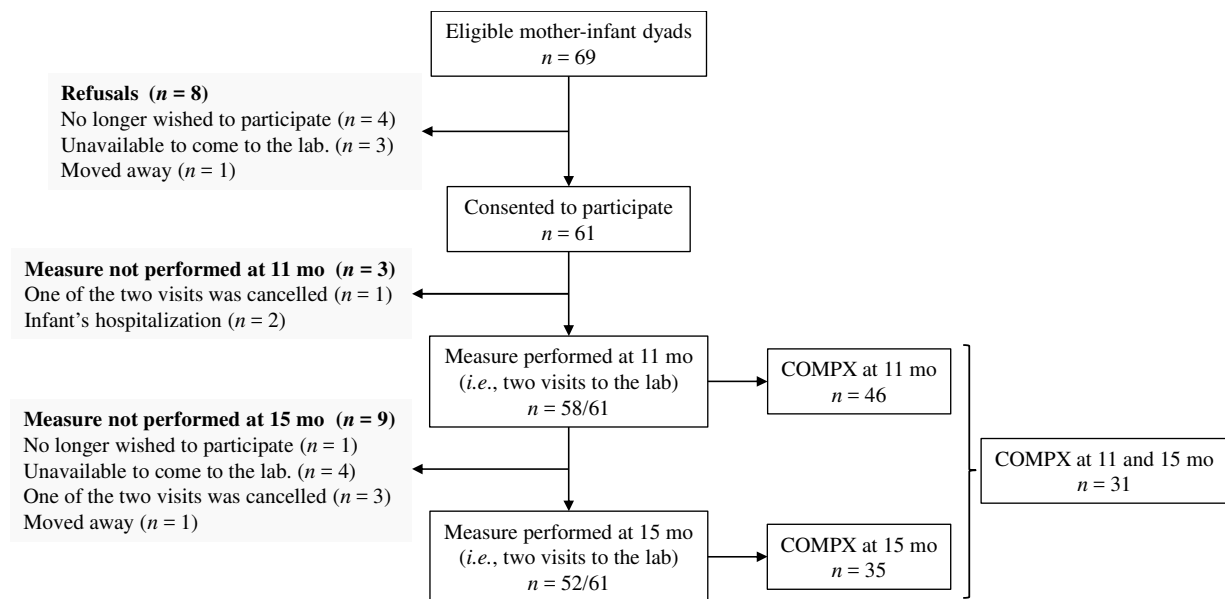 Eligible mother-infant dyads
n = 69
Refusals (n = 8)
No longer wished to participate (n = 4)
Unavailable to come to the lab. (n = 3)
Moved away (n = 1)
Consented to participate
n = 61
Measure not performed at 11 mo (n = 3)
One of the two visits was cancelled (n = 1)
Infant’s hospitalization (n = 2)
Measure performed at 11 mo
(i.e., two visits to the lab)
n = 58/61
COMPX at 11 mo
n = 46
Measure not performed at 15 mo (n = 9)
No longer wished to participate (n = 1)
Unavailable to come to the lab. (n = 4)
One of the two visits was cancelled (n = 3)
Moved away (n = 1)
Measure performed at 15 mo
(i.e., two visits to the lab)
n = 52/61
COMPX at 15 mo
n = 35
COMPX at 11 and 15 mo
n = 31